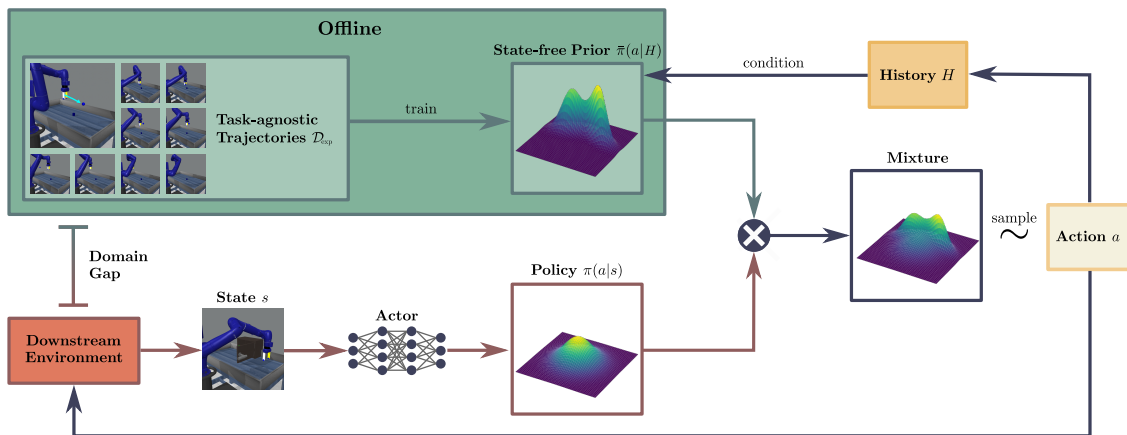 Offline
State-free Prior π̄(a|H)
condition
History H
train
Task-agnostic
Trajectories 𝒟exp
Mixture
sample
∼
Action a
Domain
Gap
Policy π(a|s)
State s
Actor
Downstream
Environment